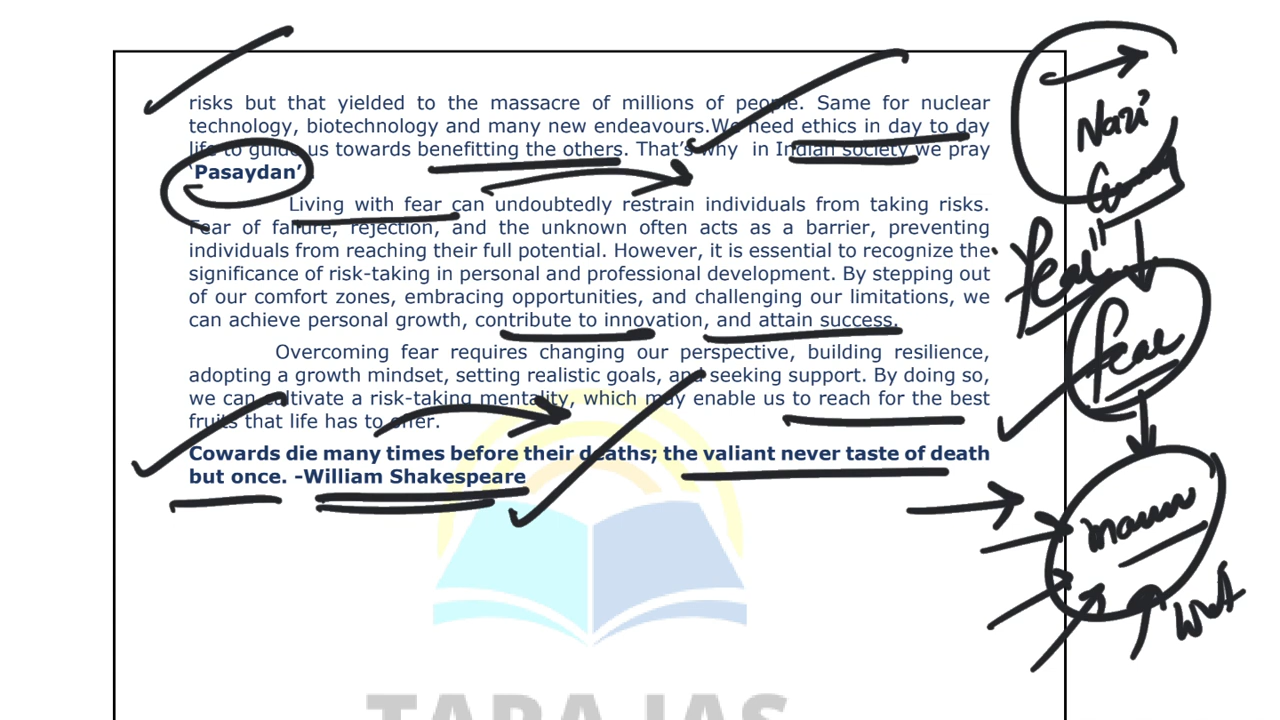 risks but that yielded to the massacre of millions of people. Same for nuclear
technology, biotechnology and many new endeavours.We need ethics in day to day
life to guide us towards benefitting the others. That's why in Indian society we pray
‘Pasaydan’
Living with fear can undoubtedly restrain individuals from taking risks.
Fear of failure, rejection, and the unknown often acts as a barrier, preventing
individuals from reaching their full potential. However, it is essential to recognize the
significance of risk-taking in personal and professional development. By stepping out
of our comfort zones, embracing opportunities, and challenging our limitations, we
can achieve personal growth, contribute to innovation, and attain success.
Overcoming fear requires changing our perspective, building resilience,
adopting a growth mindset, setting realistic goals, and seeking support. By doing so,
we can cultivate a risk-taking mentality, which may enable us to reach for the best
fruits that life has to offer.
Cowards die many times before their deaths; the valiant never taste of death
but once. -William Shakespeare
Nazi
fear
fear